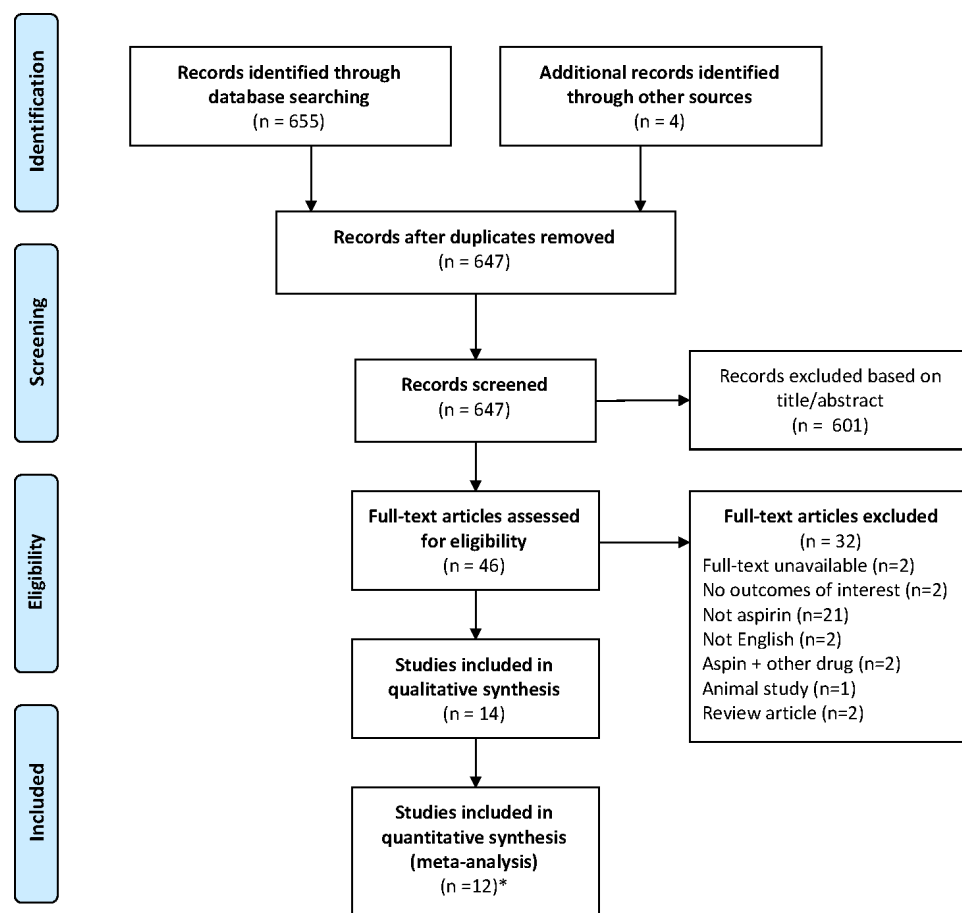 Identification
Records identified through
database searching
(n = 655)
Additional records identified
through other sources
(n = 4)
Records after duplicates removed
(n = 647)
Screening
Records screened
(n = 647)
Records excluded based on
title/abstract
(n =  601)
Eligibility
Full-text articles assessed
for eligibility
(n = 46)
Full-text articles excluded
(n = 32)
Full-text unavailable (n=2)
No outcomes of interest (n=2)
Not aspirin (n=21)
Not English (n=2)
Aspin + other drug (n=2)
Animal study (n=1)
Review article (n=2)
Studies included in
qualitative synthesis
(n = 14)
Included
Studies included in
quantitative synthesis
(meta-analysis)
(n =12)*